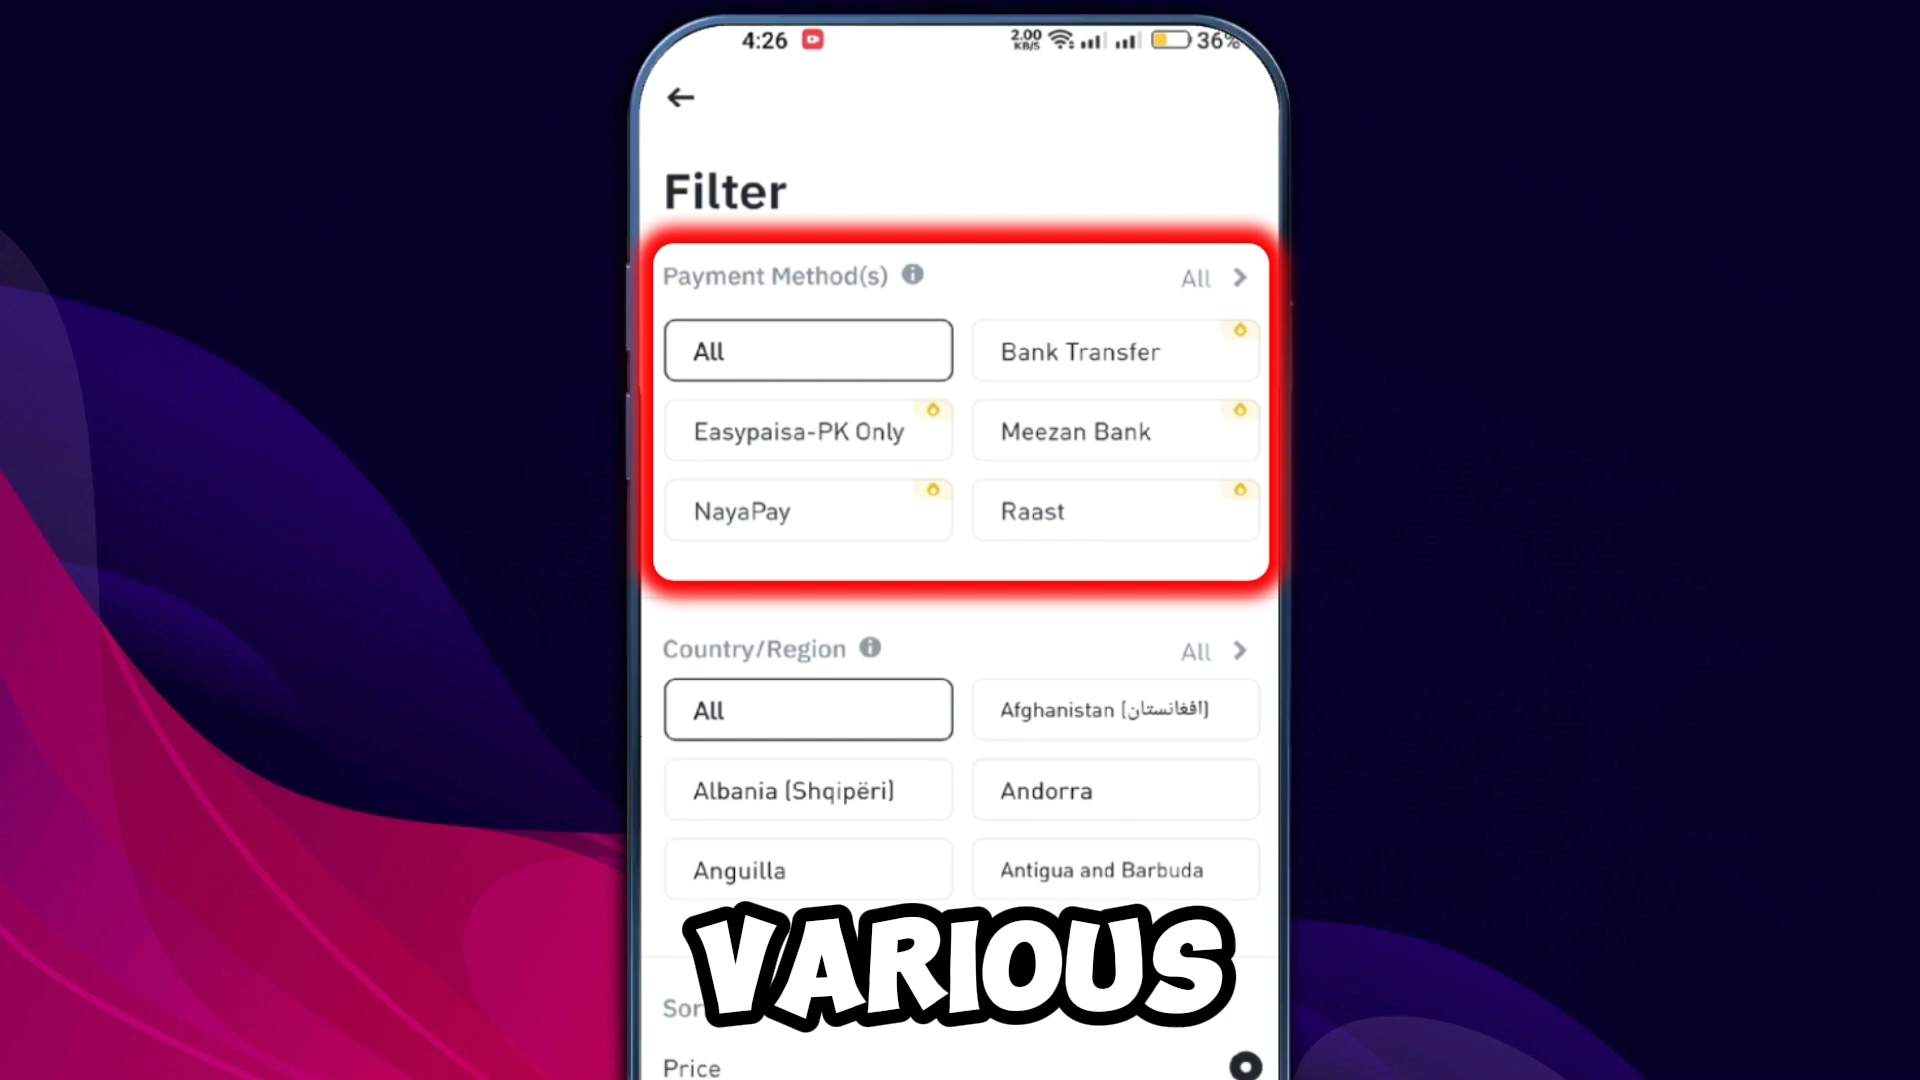 4:26 2.00 KB/S 36%
Filter
Payment Method(s) All
All Bank Transfer
Easypaisa-PK Only Meezan Bank
NayaPay Raast
Country/Region All
All Afghanistan (افغانستان)
Albania (Shqipëri) Andorra
Anguilla Antigua and Barbuda
VARIOUS
Sor
Price